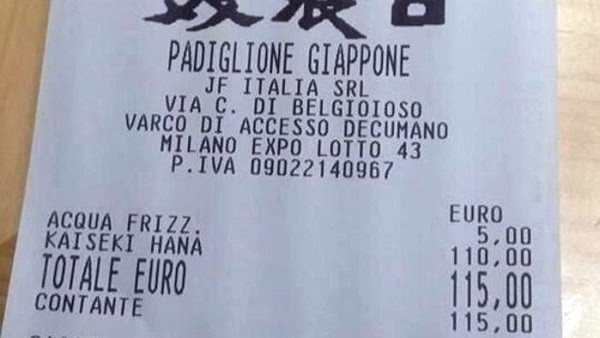 PADIGLIONE GIAPPONE
JF ITALIA SRL
VIA C. DI BELGIOIOSO
VARCO DI ACCESSO DECUMANO
MILANO EXPO LOTTO 43
P.IVA 09022140967
EURO
ACQUA FRIZZ. 5,00
KAISEKI HANA 110,00
TOTALE EURO 115,00
CONTANTE 115,00